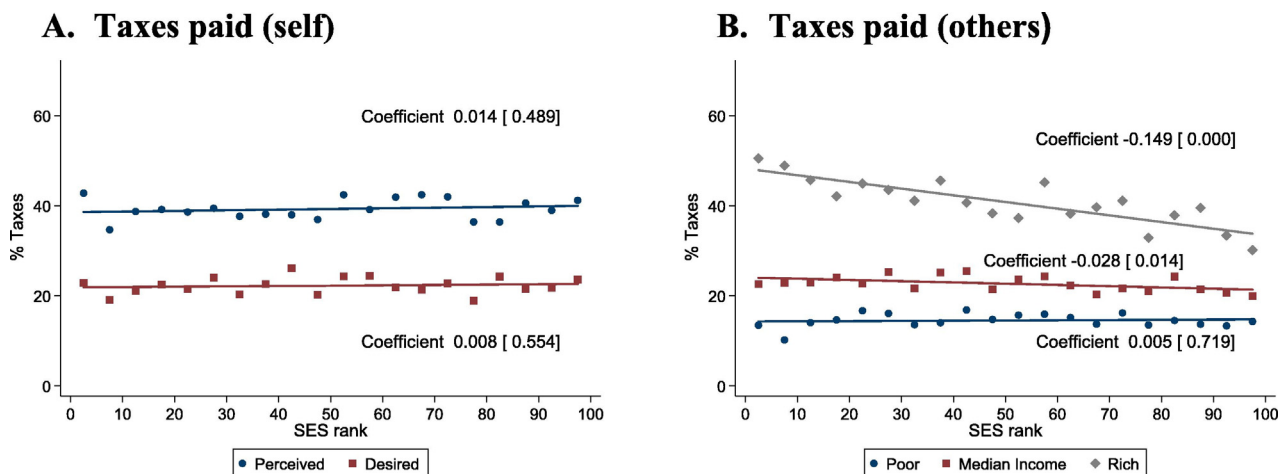 A. Taxes paid (self)
% Taxes
60
40
20
0
Coefficient 0.014 [ 0.489]
Coefficient 0.008 [ 0.554]
0 10 20 30 40 50 60 70 80 90 100
SES rank
Perceived Desired
B. Taxes paid (others)
% Taxes
60
40
20
0
Coefficient -0.149 [ 0.000]
Coefficient -0.028 [ 0.014]
Coefficient 0.005 [ 0.719]
0 10 20 30 40 50 60 70 80 90 100
SES rank
Poor Median Income Rich